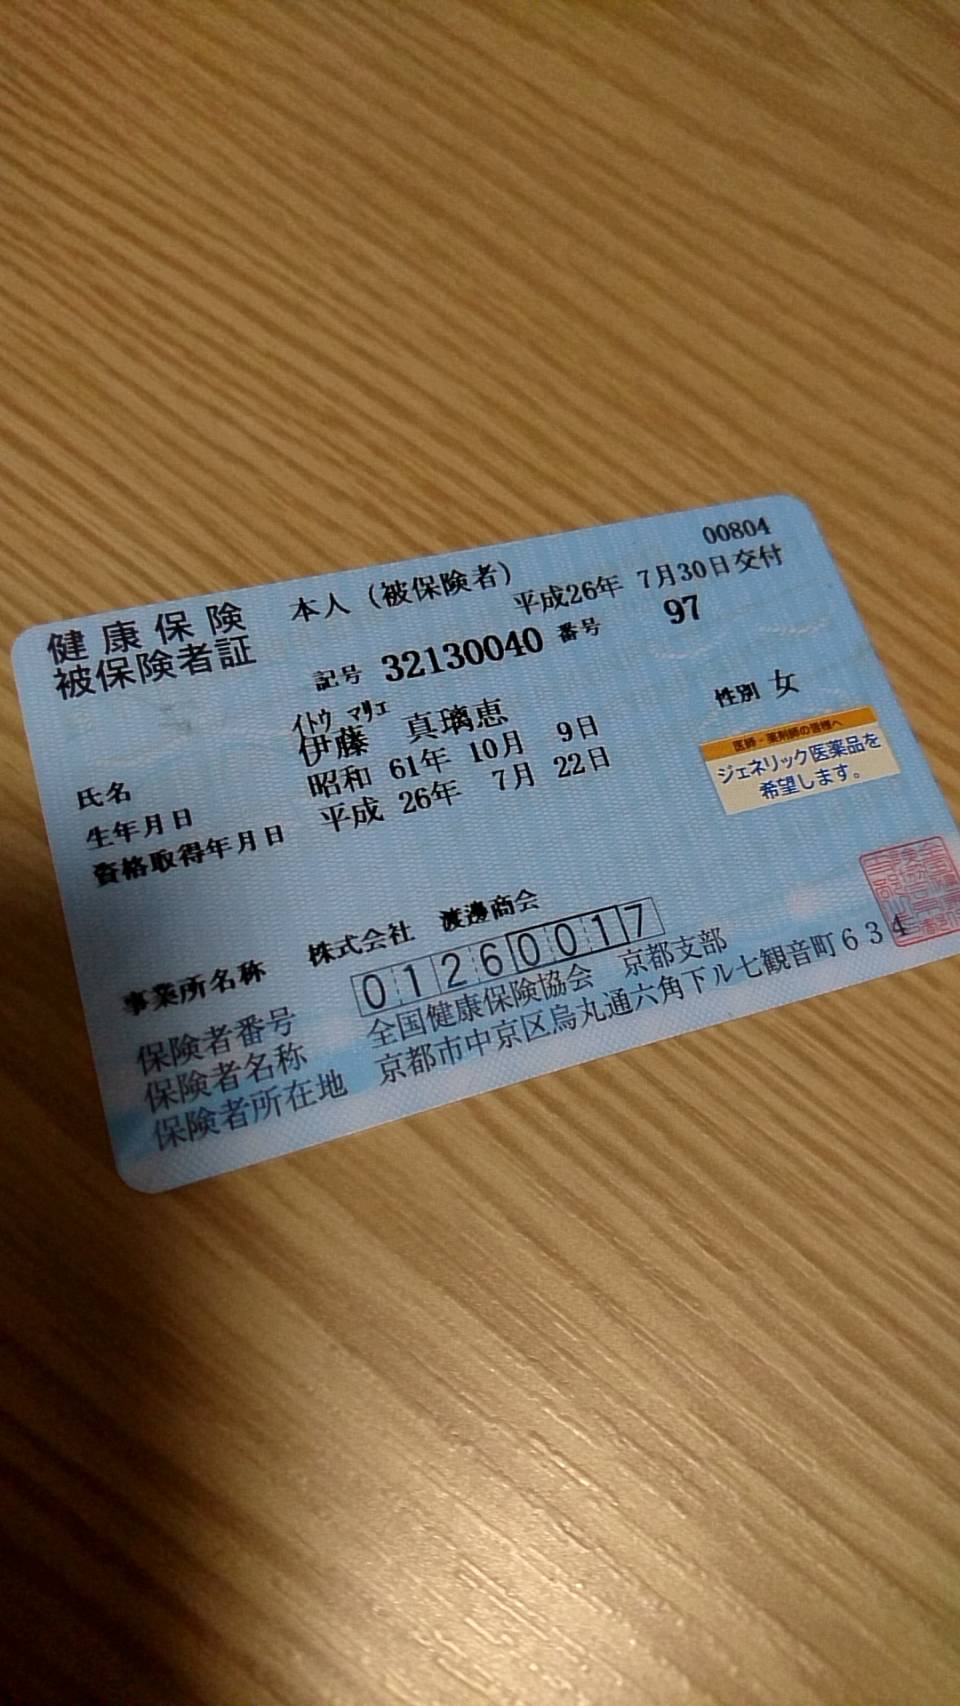 健康保険
被保険者証
本人（被保険者）
00804
平成26年 7月30日交付
記号 32130040 番号 97
イトウ マリエ
氏名 伊藤 真璃恵
性別 女
生年月日 昭和 61年 10月 9日
資格取得年月日 平成 26年 7月 22日
医師・薬剤師の皆様へ
ジェネリック医薬品を
希望します。
事業所名称 株式会社 渡邊商会
保険者番号 01260017
保険者名称 全国健康保険協会 京都支部
保険者所在地 京都市中京区烏丸通六角下ル七観音町634